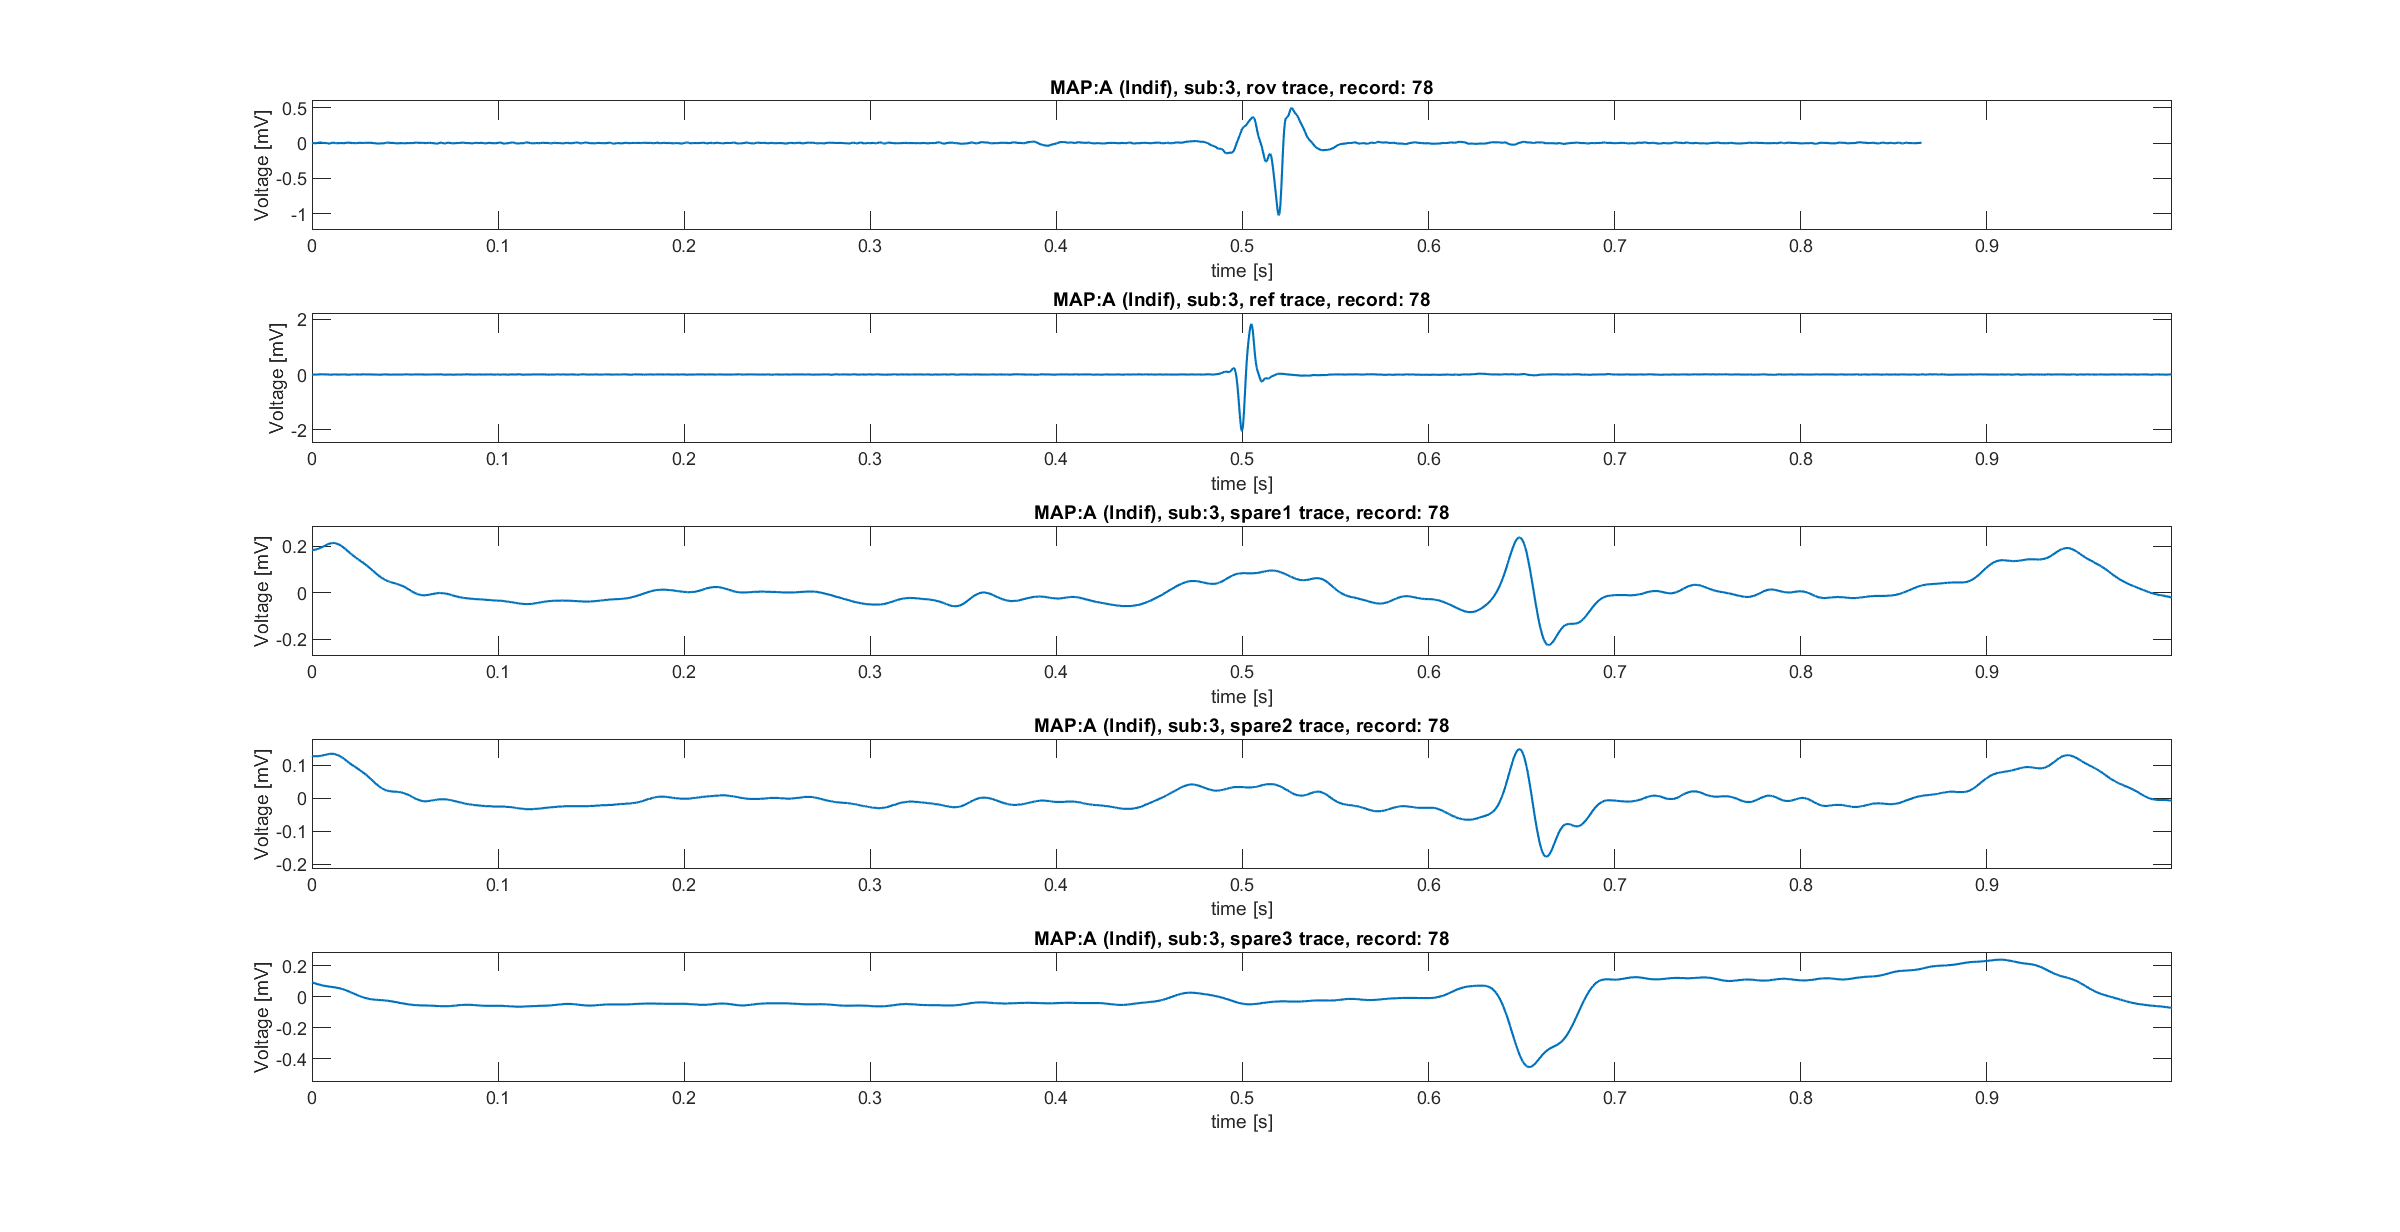 MAP:A (Indif), sub:3, rov trace, record: 78
Voltage [mV]
0.5
0
-0.5
-1
0 0.1 0.2 0.3 0.4 0.5 0.6 0.7 0.8 0.9
time [s]
MAP:A (Indif), sub:3, ref trace, record: 78
Voltage [mV]
2
0
-2
0 0.1 0.2 0.3 0.4 0.5 0.6 0.7 0.8 0.9
time [s]
MAP:A (Indif), sub:3, spare1 trace, record: 78
Voltage [mV]
0.2
0
-0.2
0 0.1 0.2 0.3 0.4 0.5 0.6 0.7 0.8 0.9
time [s]
MAP:A (Indif), sub:3, spare2 trace, record: 78
Voltage [mV]
0.1
0
-0.1
-0.2
0 0.1 0.2 0.3 0.4 0.5 0.6 0.7 0.8 0.9
time [s]
MAP:A (Indif), sub:3, spare3 trace, record: 78
Voltage [mV]
0.2
0
-0.2
-0.4
0 0.1 0.2 0.3 0.4 0.5 0.6 0.7 0.8 0.9
time [s]